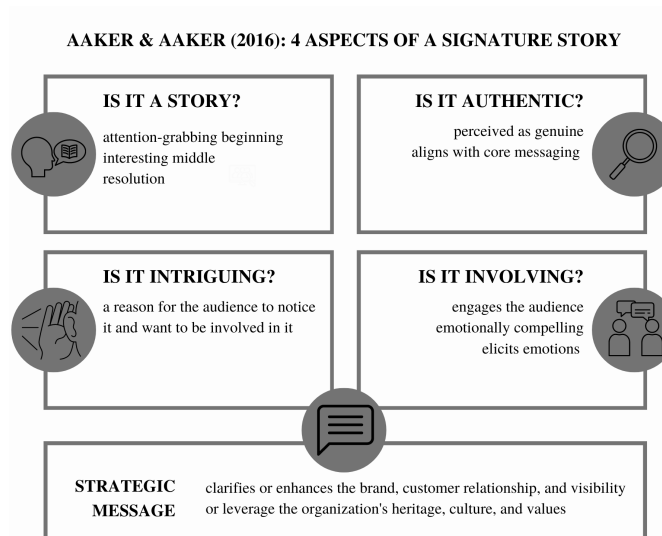 AAKER & AAKER (2016): 4 ASPECTS OF A SIGNATURE STORY
IS IT A STORY?
attention-grabbing beginning
interesting middle
resolution
IS IT AUTHENTIC?
perceived as genuine
aligns with core messaging
IS IT INTRIGUING?
a reason for the audience to notice
it and want to be involved in it
IS IT INVOLVING?
engages the audience
emotionally compelling
elicits emotions
STRATEGIC
MESSAGE
clarifies or enhances the brand, customer relationship, and visibility
or leverage the organization's heritage, culture, and values